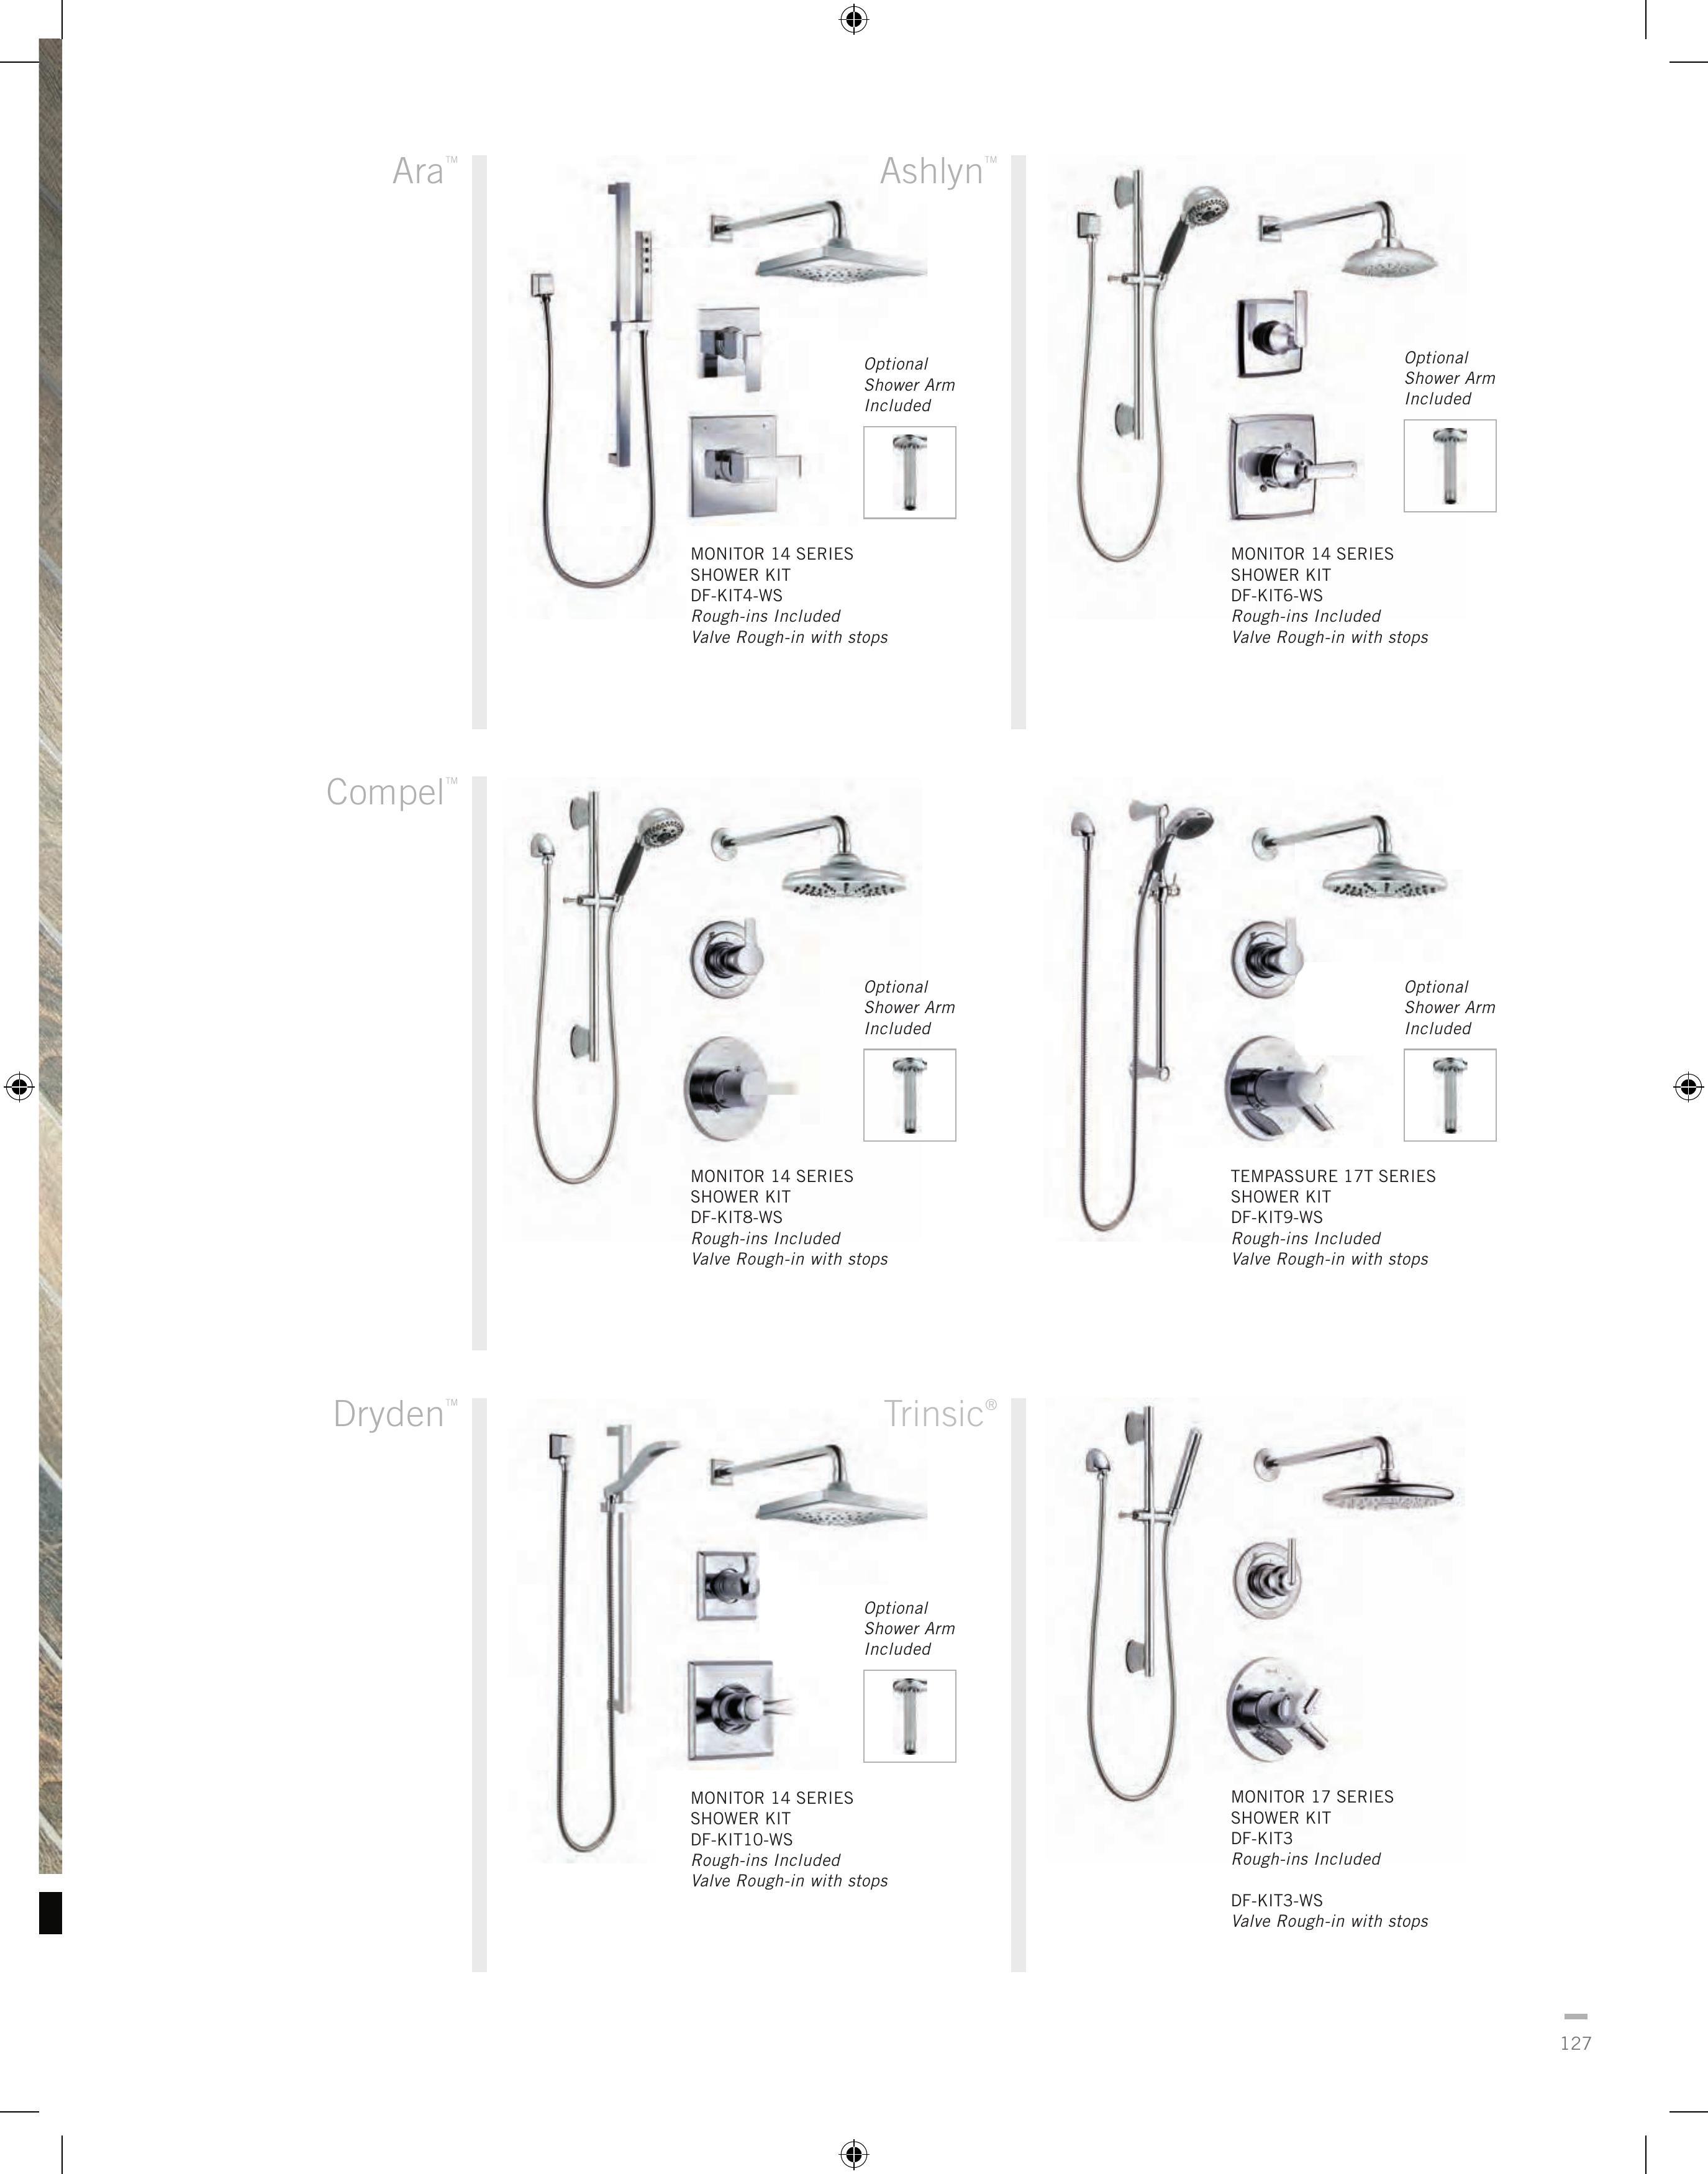 Ara™
Optional
Shower Arm
Included
MONITOR 14 SERIES
SHOWER KIT
DF-KIT4-WS
Rough-ins Included
Valve Rough-in with stops
Ashlyn™
Optional
Shower Arm
Included
MONITOR 14 SERIES
SHOWER KIT
DF-KIT6-WS
Rough-ins Included
Valve Rough-in with stops
Compel™
Optional
Shower Arm
Included
MONITOR 14 SERIES
SHOWER KIT
DF-KIT8-WS
Rough-ins Included
Valve Rough-in with stops
Optional
Shower Arm
Included
TEMPASSURE 17T SERIES
SHOWER KIT
DF-KIT9-WS
Rough-ins Included
Valve Rough-in with stops
Dryden™
Optional
Shower Arm
Included
MONITOR 14 SERIES
SHOWER KIT
DF-KIT10-WS
Rough-ins Included
Valve Rough-in with stops
Trinsic®
MONITOR 17 SERIES
SHOWER KIT
DF-KIT3
Rough-ins Included
DF-KIT3-WS
Valve Rough-in with stops
127